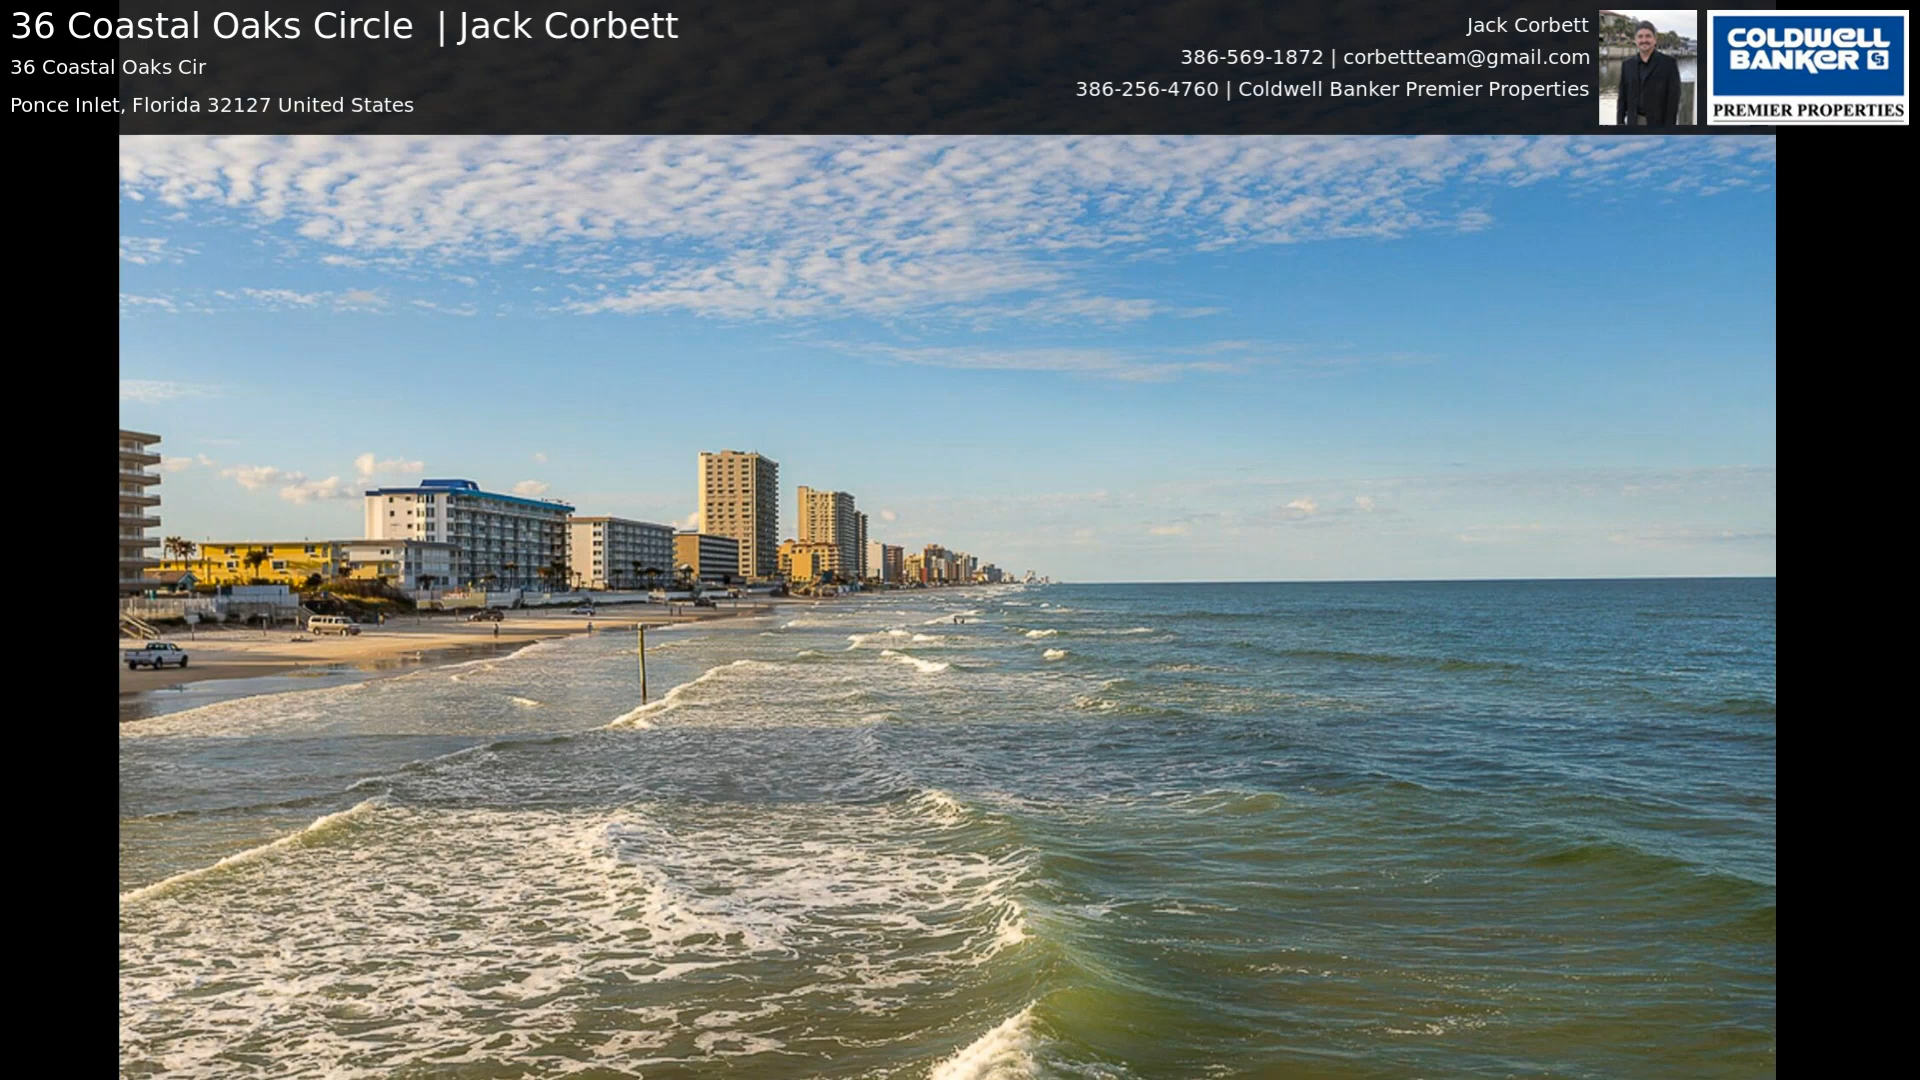 36 Coastal Oaks Circle | Jack Corbett
36 Coastal Oaks Cir
Ponce Inlet, Florida 32127 United States
Jack Corbett
386-569-1872 | corbettteam@gmail.com
386-256-4760 | Coldwell Banker Premier Properties
COLDWELL
BANKER
PREMIER PROPERTIES